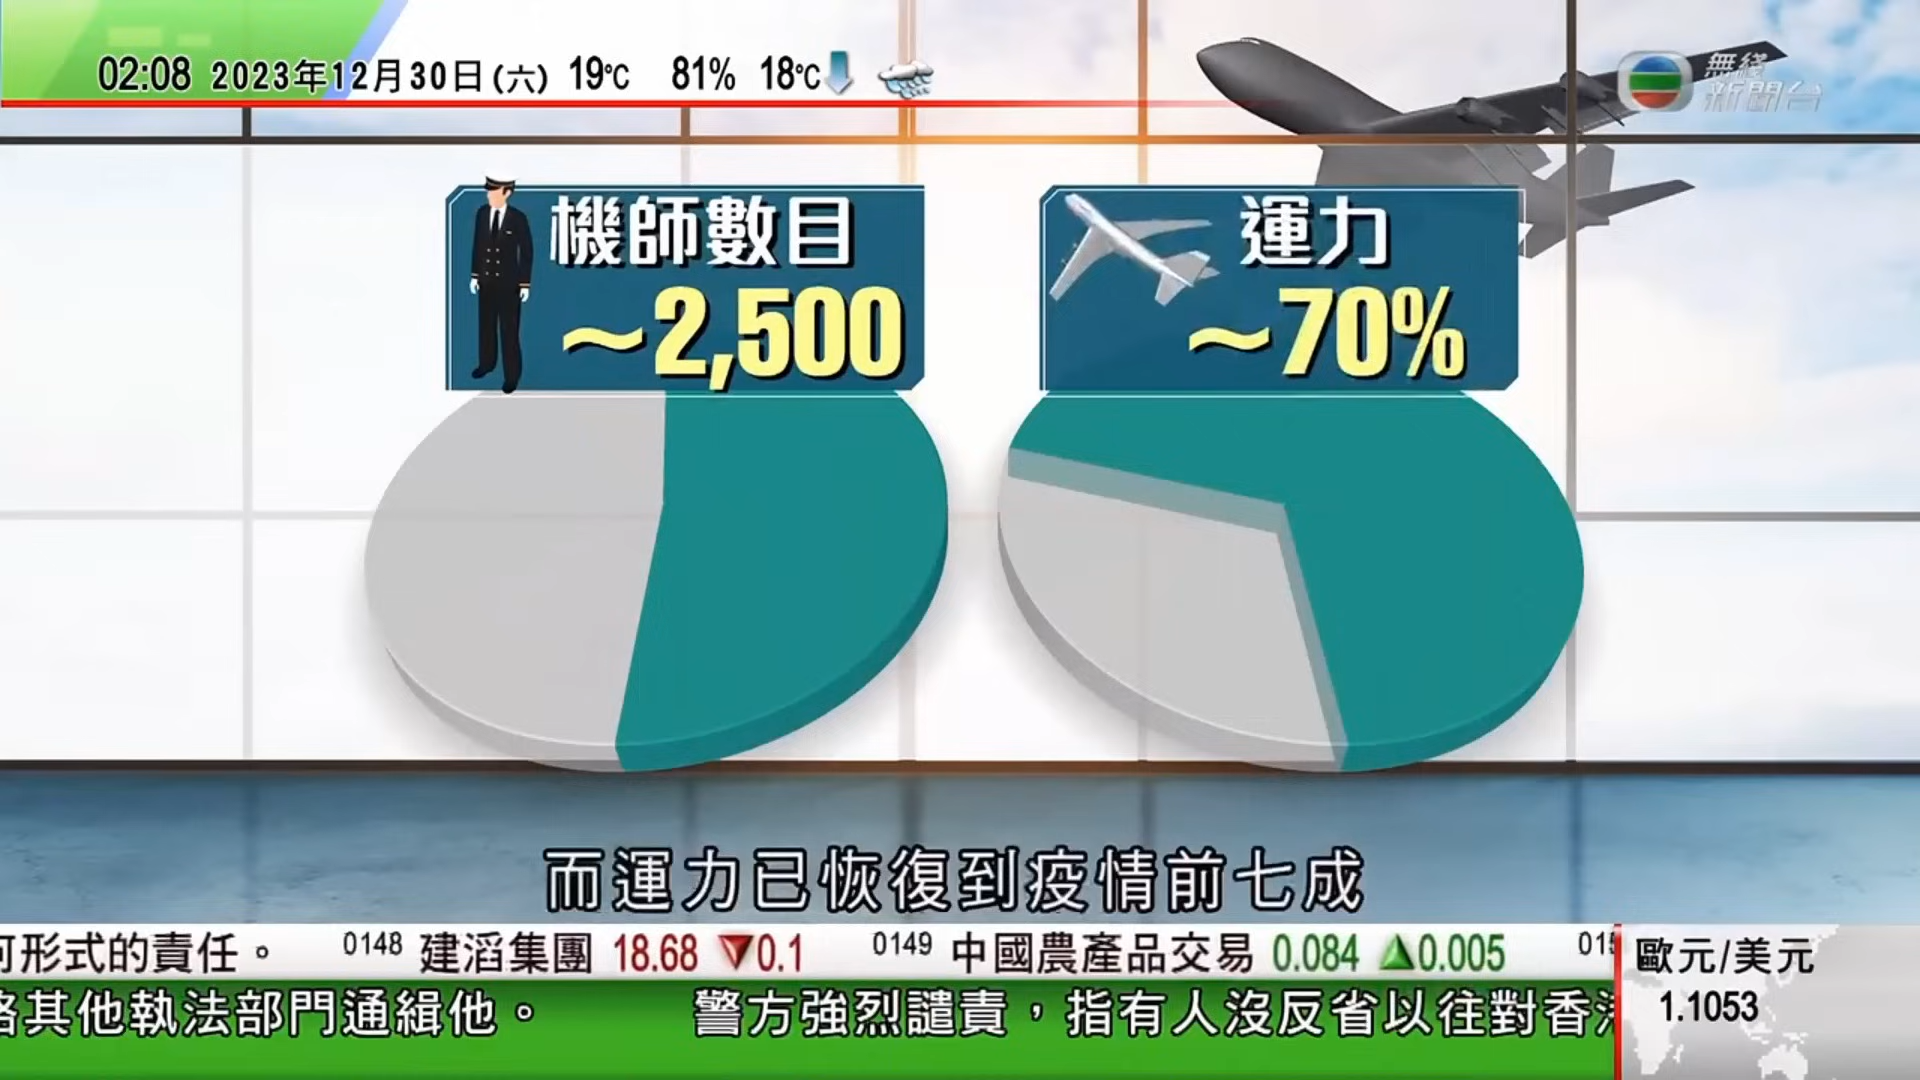 02:08 2023年12月30日(六) 19℃ 81% 18℃
無綫
新聞台
機師數目
~2,500
運力
~70%
而運力已恢復到疫情前七成
形式的責任。 0148 建滔集團 18.68 ▼0.1 0149 中國農產品交易 0.084 ▲0.005
其他執法部門通緝他。 警方強烈譴責，指有人沒反省以往對香
歐元/美元
1.1053